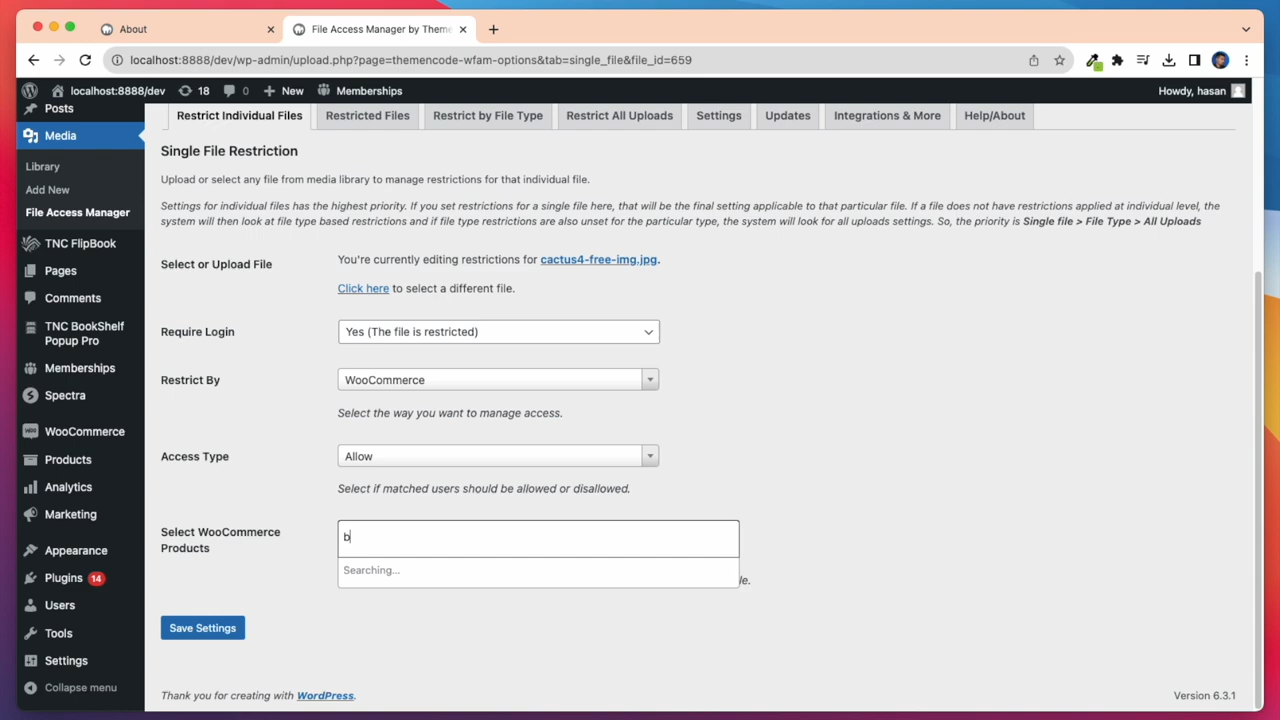 About
File Access Manager by Theme
localhost:8888/dev/wp-admin/upload.php?page=themencode-wfam-options&tab=single_file&file_id=659
localhost:8888/dev
18
0
New
Memberships
Howdy, hasan
Posts
Media
Library
Add New
File Access Manager
TNC FlipBook
Pages
Comments
TNC BookShelf
Popup Pro
Memberships
Spectra
WooCommerce
Products
Analytics
Marketing
Appearance
Plugins 14
Users
Tools
Settings
Collapse menu
Restrict Individual Files
Restricted Files
Restrict by File Type
Restrict All Uploads
Settings
Updates
Integrations & More
Help/About
Single File Restriction
Upload or select any file from media library to manage restrictions for that individual file.
Settings for individual files has the highest priority. If you set restrictions for a single file here, that will be the final setting applicable to that particular file. If a file does not have restrictions applied at individual level, the
system will then look at file type based restrictions and if file type restrictions are also unset for the particular type, the system will look for all uploads settings. So, the priority is Single file > File Type > All Uploads
Select or Upload File
You're currently editing restrictions for cactus4-free-img.jpg.
Click here to select a different file.
Require Login
Yes (The file is restricted)
Restrict By
WooCommerce
Select the way you want to manage access.
Access Type
Allow
Select if matched users should be allowed or disallowed.
Select WooCommerce
Products
b
Searching...
le.
Save Settings
Thank you for creating with WordPress.
Version 6.3.1